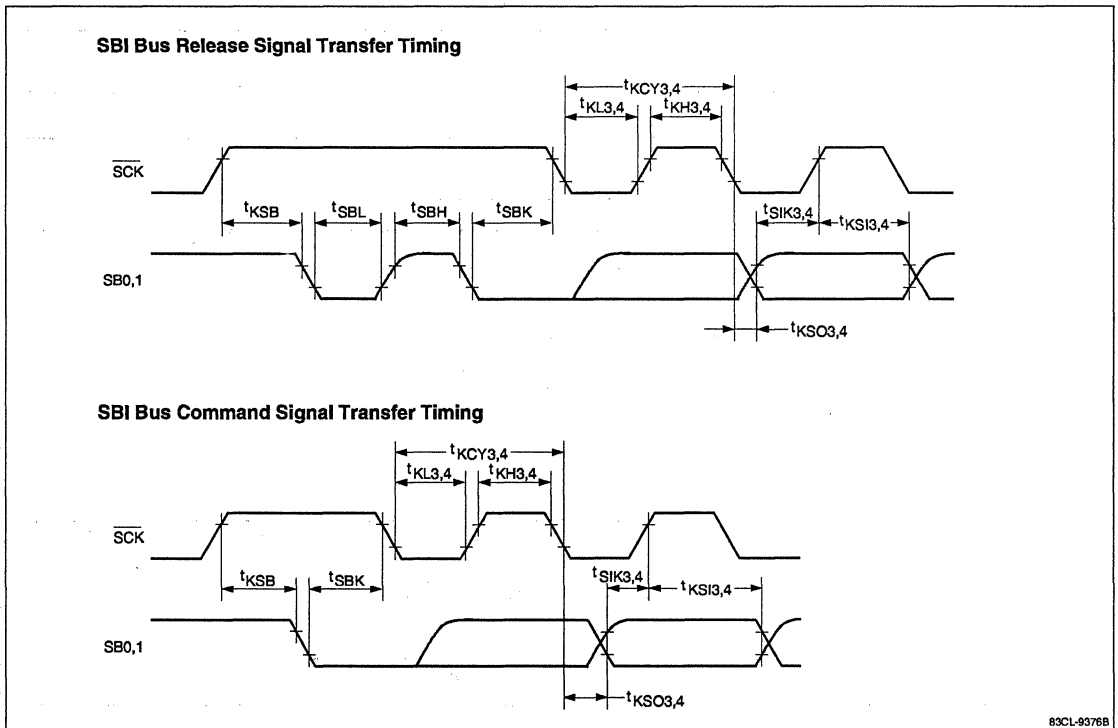 SBI Bus Release Signal Transfer Timing
tKCY3,4
tKL3,4 tKH3,4
SCK
tKSB tSBL tSBH tSBK tSIK3,4 tKSI3,4
SB0,1
tKSO3,4
SBI Bus Command Signal Transfer Timing
tKCY3,4
tKL3,4 tKH3,4
SCK
tKSB tSBK tSIK3,4 tKSI3,4
SB0,1
tKSO3,4
83CL-9376B